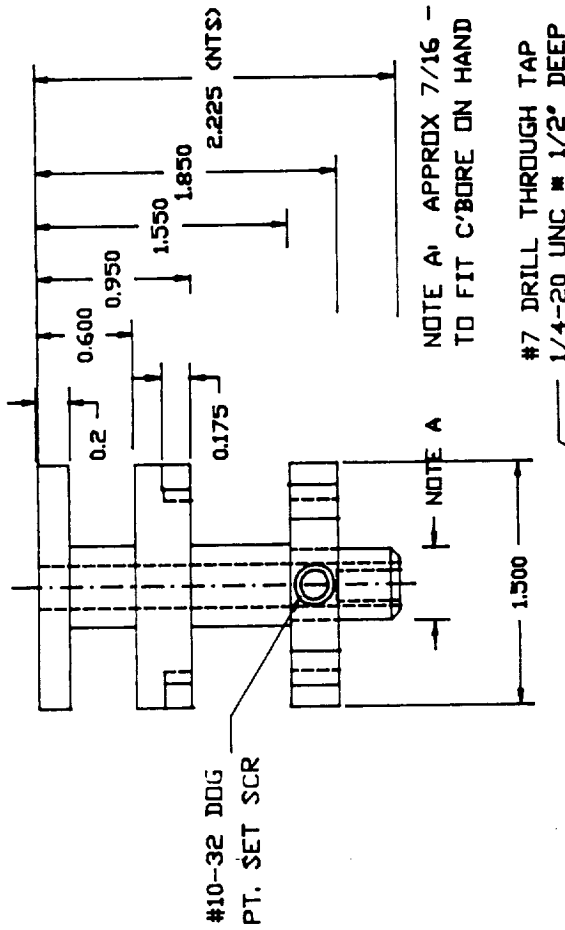 2.225 (NTS)
1.850
1.550
0.950
0.600
0.2
0.175
NOTE A: APPROX 7/16 -
TO FIT C'BORE ON HAND
NOTE A
#7 DRILL THROUGH TAP
1/4-20 UNC * 1/2" DEEP
1.500
#10-32 DOG
PT. SET SCR